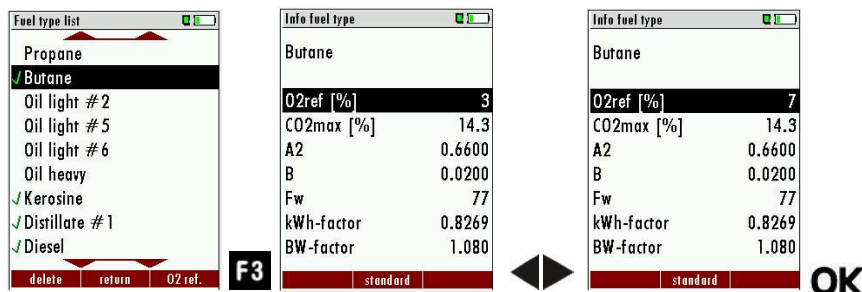 Fuel type list
Propane
Butane
Oil light #2
Oil light #5
Oil light #6
Oil heavy
Kerosine
Distillate #1
Diesel
delete return O2 ref.
F3
Info fuel type
Butane
O2ref [%] 3
CO2max [%] 14.3
A2 0.6600
B 0.0200
Fw 77
kWh-factor 0.8269
BW-factor 1.080
standard
Info fuel type
Butane
O2ref [%] 7
CO2max [%] 14.3
A2 0.6600
B 0.0200
Fw 77
kWh-factor 0.8269
BW-factor 1.080
standard
OK